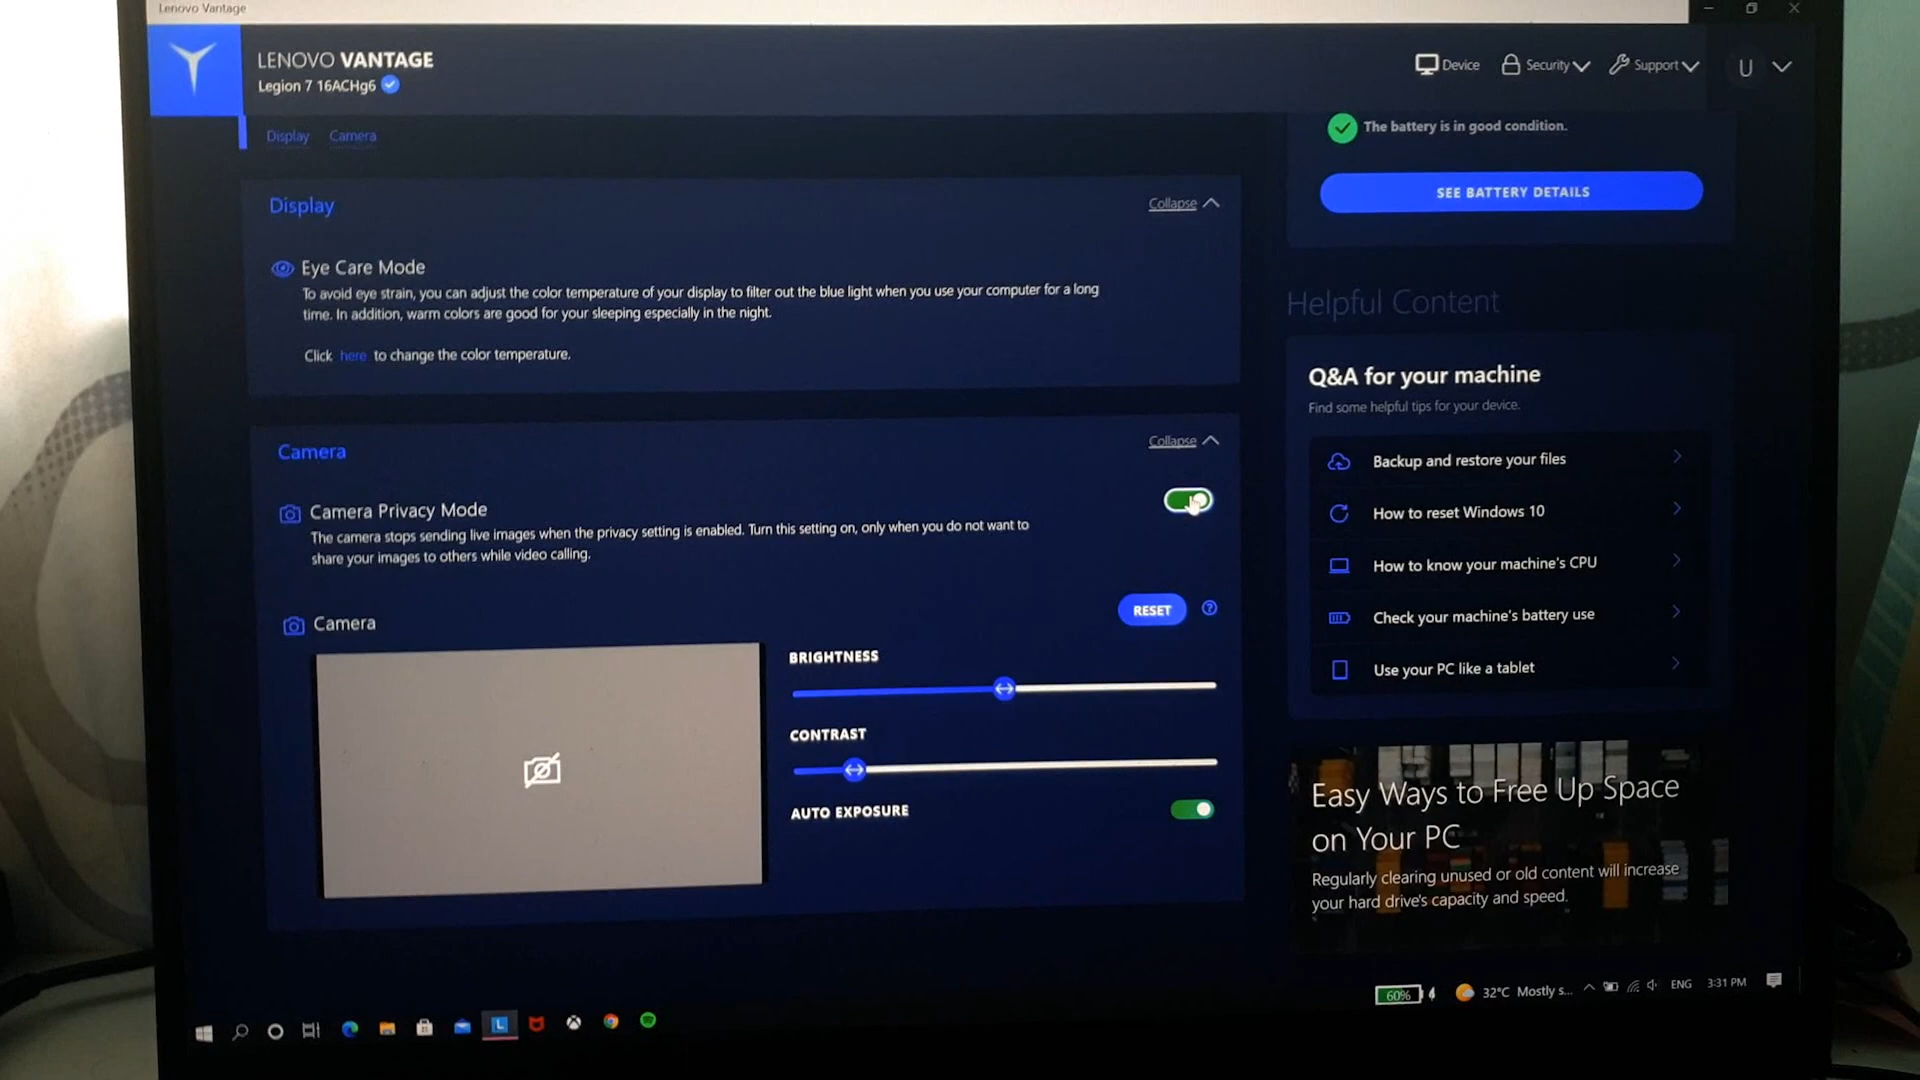 Lenovo Vantage
LENOVO VANTAGE
Legion 7 16ACHg6
Device
Security
Support
U
Display
Camera
The battery is in good condition.
SEE BATTERY DETAILS
Display
Collapse
Eye Care Mode
To avoid eye strain, you can adjust the color temperature of your display to filter out the blue light when you use your computer for a long
time. In addition, warm colors are good for your sleeping especially in the night.
Click here to change the color temperature.
Camera
Collapse
Camera Privacy Mode
The camera stops sending live images when the privacy setting is enabled. Turn this setting on, only when you do not want to
share your images to others while video calling.
Camera
RESET
BRIGHTNESS
CONTRAST
AUTO EXPOSURE
Helpful Content
Q&A for your machine
Find some helpful tips for your device.
Backup and restore your files
How to reset Windows 10
How to know your machine's CPU
Check your machine's battery use
Use your PC like a tablet
Easy Ways to Free Up Space
on Your PC
Regularly clearing unused or old content will increase
your hard drive's capacity and speed.
L
60%
32°C Mostly s...
ENG
3:31 PM